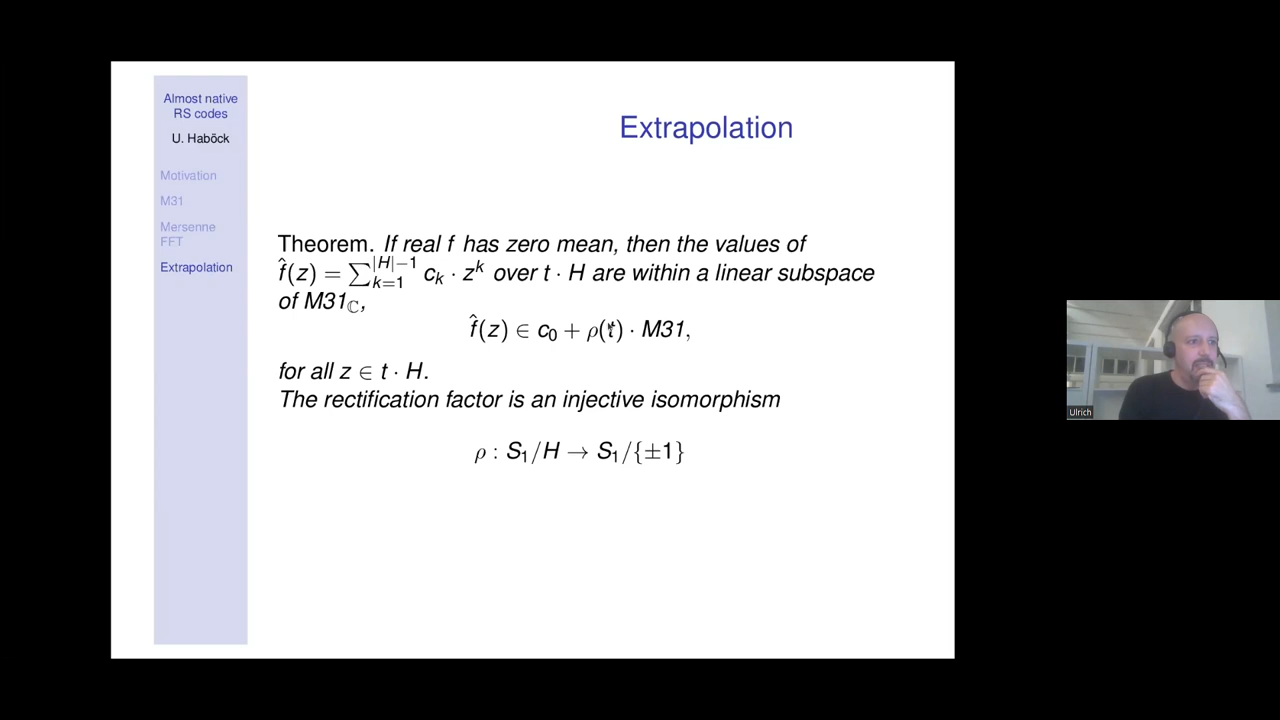 Almost native
RS codes
U. Haböck
Motivation
M31
Mersenne
FFT
Extrapolation
Extrapolation
Theorem. If real f has zero mean, then the values of
f̂(z) = ∑_{k=1}^{|H|−1} c_k · z^k over t · H are within a linear subspace
of M31_ℂ,
f̂(z) ∈ c_0 + ρ(t) · M31,
for all z ∈ t · H.
The rectification factor is an injective isomorphism
ρ : S_1/H → S_1/{±1}
Ulrich